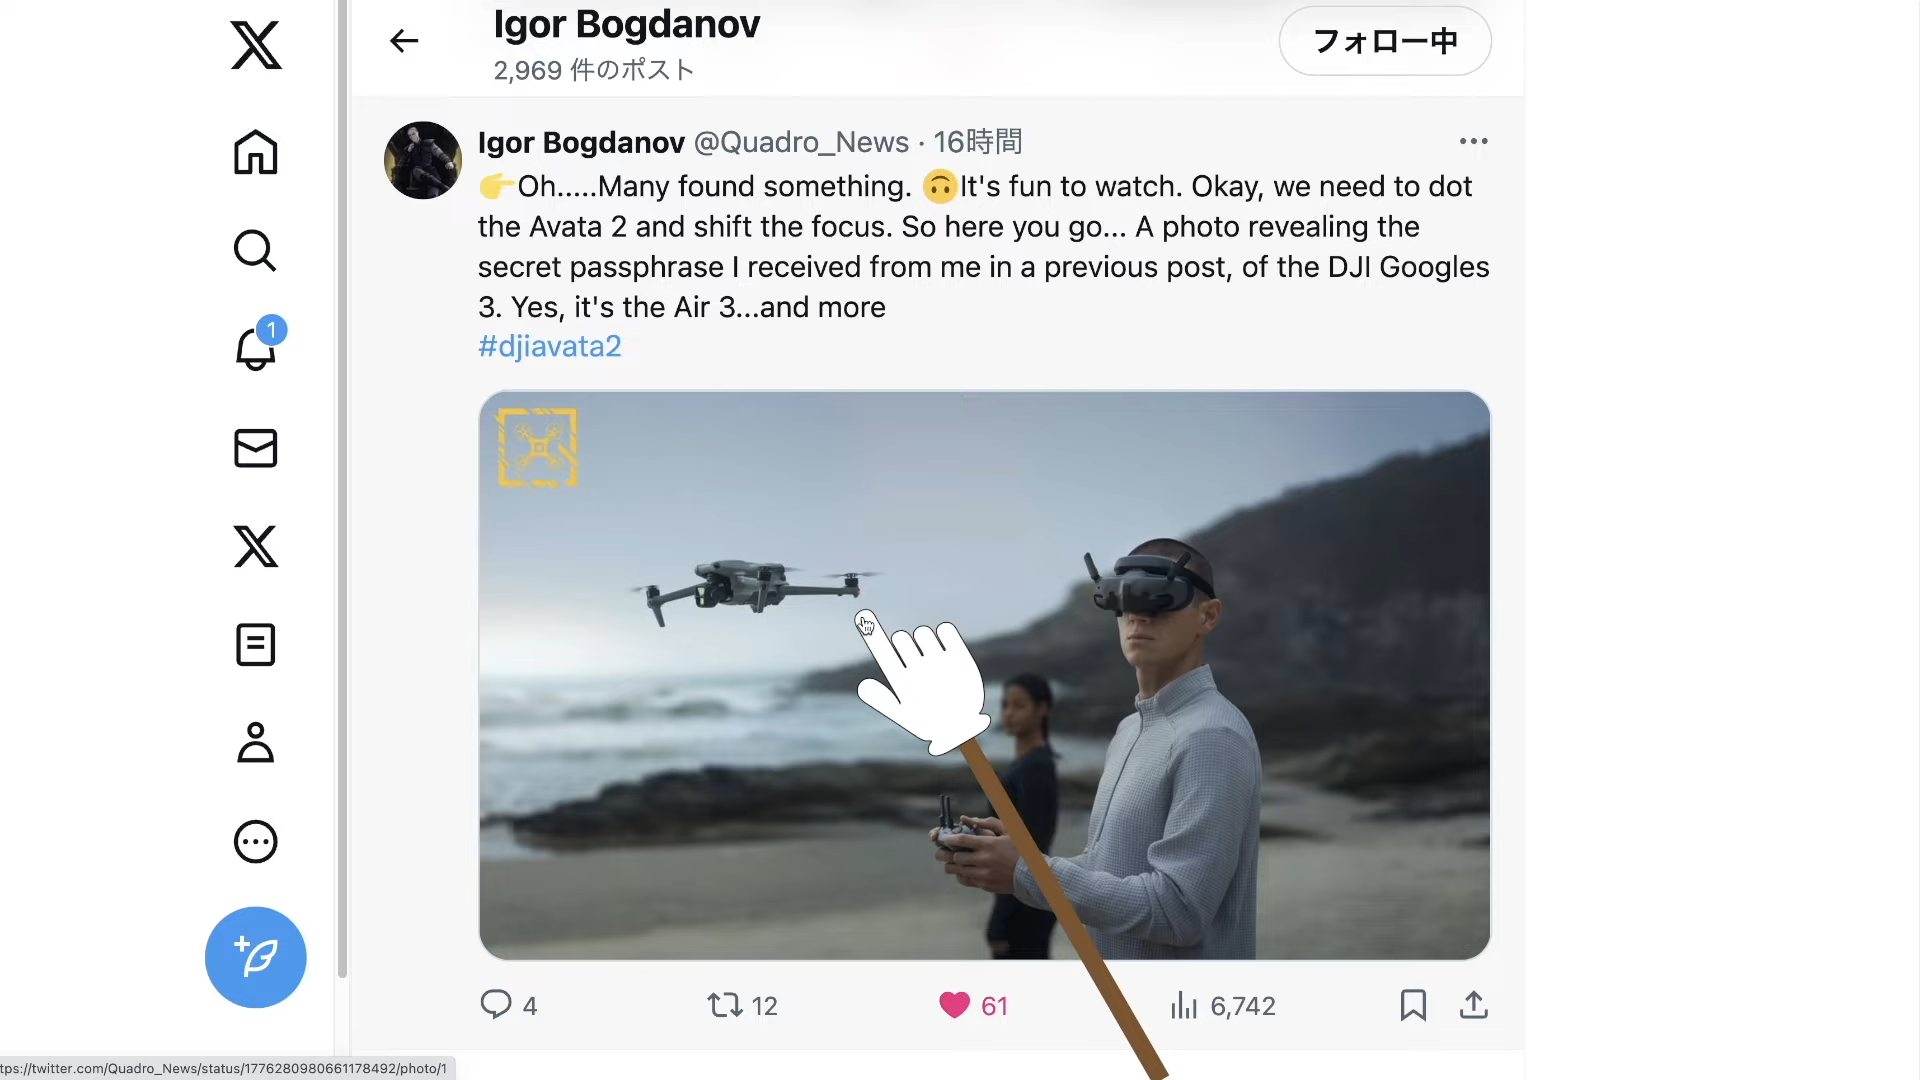 Igor Bogdanov
2,969 件のポスト
フォロー中
Igor Bogdanov @Quadro_News · 16時間
👉Oh.....Many found something. 🙃It's fun to watch. Okay, we need to dot
the Avata 2 and shift the focus. So here you go... A photo revealing the
secret passphrase I received from me in a previous post, of the DJI Googles
3. Yes, it's the Air 3...and more
#djiavata2
1
4
12
61
6,742
tps://twitter.com/Quadro_News/status/1776280980661178492/photo/1